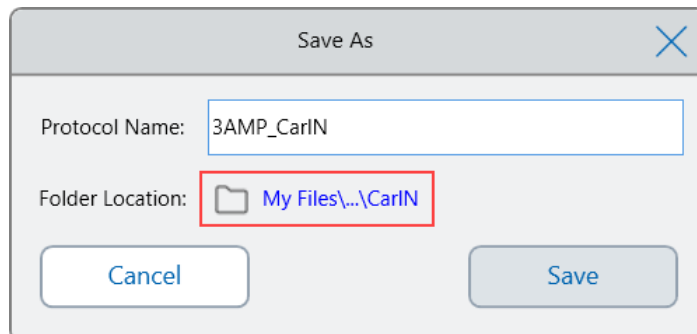 Save As
Protocol Name: 3AMP_CarIN
Folder Location: My Files\...\CarIN
Cancel Save